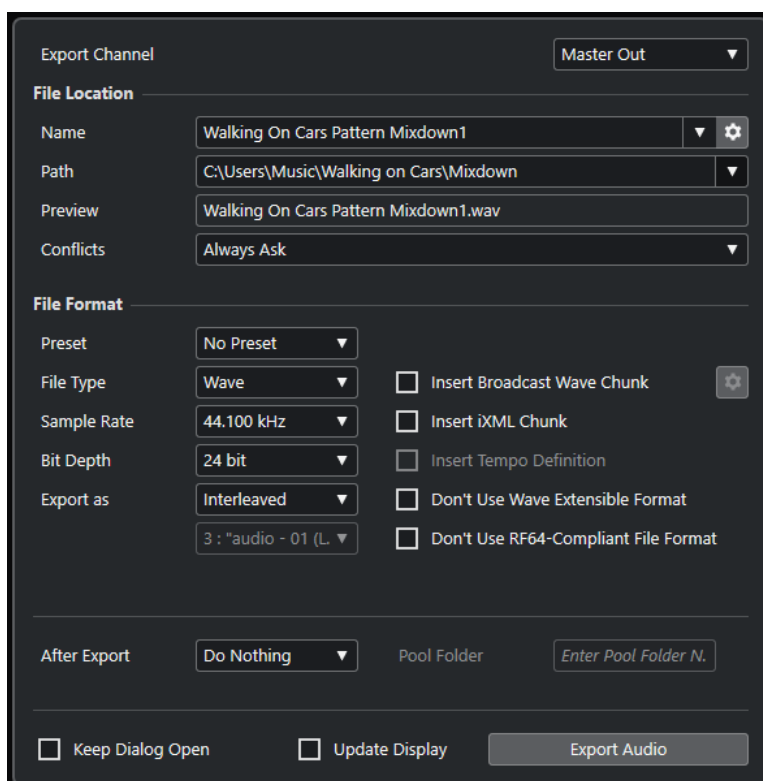 Export Channel Master Out
File Location
Name Walking On Cars Pattern Mixdown1
Path C:\Users\Music\Walking on Cars\Mixdown
Preview Walking On Cars Pattern Mixdown1.wav
Conflicts Always Ask
File Format
Preset No Preset
File Type Wave Insert Broadcast Wave Chunk
Sample Rate 44.100 kHz Insert iXML Chunk
Bit Depth 24 bit Insert Tempo Definition
Export as Interleaved Don't Use Wave Extensible Format
3 : "audio - 01 (L. Don't Use RF64-Compliant File Format
After Export Do Nothing Pool Folder Enter Pool Folder N.
Keep Dialog Open Update Display Export Audio